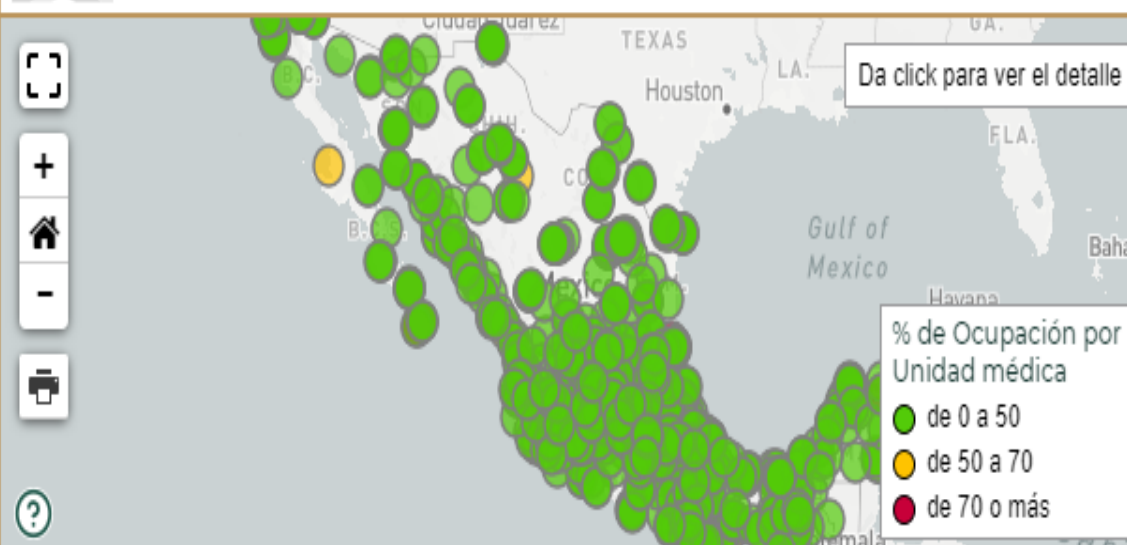 Ciudad Juárez
GA.
TEXAS
Da click para ver el detalle
LA.
B.C.
Houston
FLA.
+
B.C.S.
Gulf of
Mexico
Havana
-
% de Ocupación por
Unidad médica
de 0 a 50
de 50 a 70
de 70 o más
?